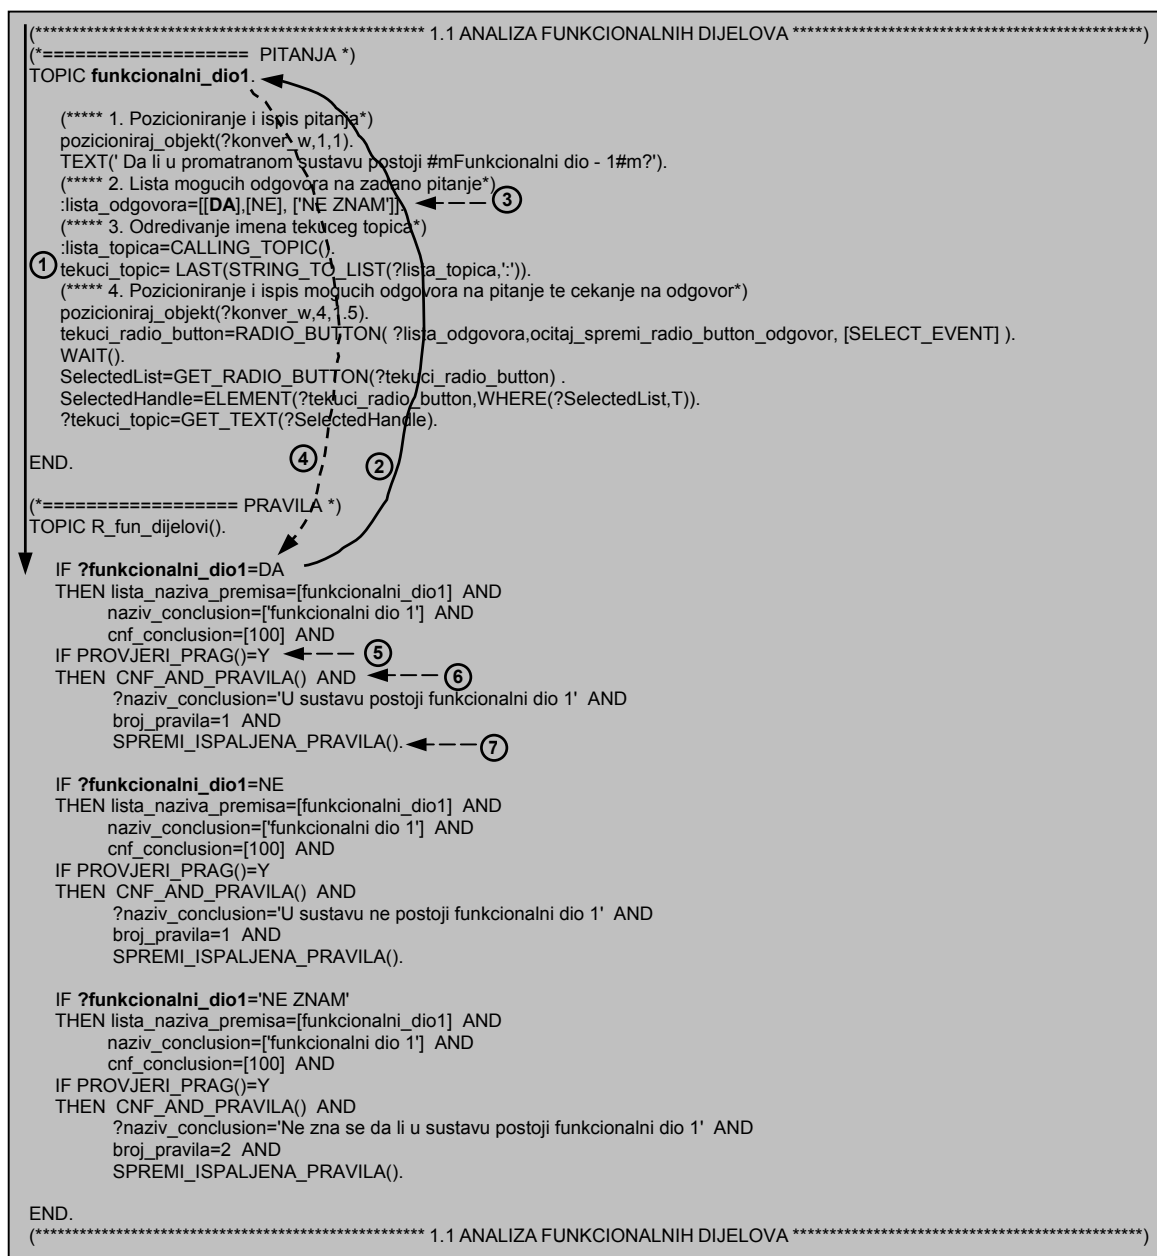 (***************************************************** 1.1 ANALIZA FUNKCIONALNIH DIJELOVA ***********************************************)
(*=================== PITANJA *)
TOPIC funkcionalni_dio1.
(***** 1. Pozicioniranje i ispis pitanja*)
pozicioniraj_objekt(?konver_w,1,1).
TEXT(' Da li u promatranom sustavu postoji #mFunkcionalni dio - 1#m?').
(***** 2. Lista mogucih odgovora na zadano pitanje*)
:lista_odgovora=[[DA],[NE], ['NE ZNAM']]. 3
(***** 3. Odredivanje imena tekuceg topica*)
:lista_topica=CALLING_TOPIC().
1 tekuci_topic= LAST(STRING_TO_LIST(?lista_topica,':')).
(***** 4. Pozicioniranje i ispis mogucih odgovora na pitanje te cekanje na odgovor*)
pozicioniraj_objekt(?konver_w,4,1.5).
tekuci_radio_button=RADIO_BUTTON( ?lista_odgovora,ocitaj_spremi_radio_button_odgovor, [SELECT_EVENT] ).
WAIT().
SelectedList=GET_RADIO_BUTTON(?tekuci_radio_button) .
SelectedHandle=ELEMENT(?tekuci_radio_button,WHERE(?SelectedList,T)).
?tekuci_topic=GET_TEXT(?SelectedHandle).
END. 4 2
(*================== PRAVILA *)
TOPIC R_fun_dijelovi().
IF ?funkcionalni_dio1=DA
THEN lista_naziva_premisa=[funkcionalni_dio1] AND
naziv_conclusion=['funkcionalni dio 1'] AND
cnf_conclusion=[100] AND
IF PROVJERI_PRAG()=Y 5
THEN CNF_AND_PRAVILA() AND 6
?naziv_conclusion='U sustavu postoji funkcionalni dio 1' AND
broj_pravila=1 AND
SPREMI_ISPALJENA_PRAVILA(). 7
IF ?funkcionalni_dio1=NE
THEN lista_naziva_premisa=[funkcionalni_dio1] AND
naziv_conclusion=['funkcionalni dio 1'] AND
cnf_conclusion=[100] AND
IF PROVJERI_PRAG()=Y
THEN CNF_AND_PRAVILA() AND
?naziv_conclusion='U sustavu ne postoji funkcionalni dio 1' AND
broj_pravila=1 AND
SPREMI_ISPALJENA_PRAVILA().
IF ?funkcionalni_dio1='NE ZNAM'
THEN lista_naziva_premisa=[funkcionalni_dio1] AND
naziv_conclusion=['funkcionalni dio 1'] AND
cnf_conclusion=[100] AND
IF PROVJERI_PRAG()=Y
THEN CNF_AND_PRAVILA() AND
?naziv_conclusion='Ne zna se da li u sustavu postoji funkcionalni dio 1' AND
broj_pravila=2 AND
SPREMI_ISPALJENA_PRAVILA().
END.
(***************************************************** 1.1 ANALIZA FUNKCIONALNIH DIJELOVA ***********************************************)